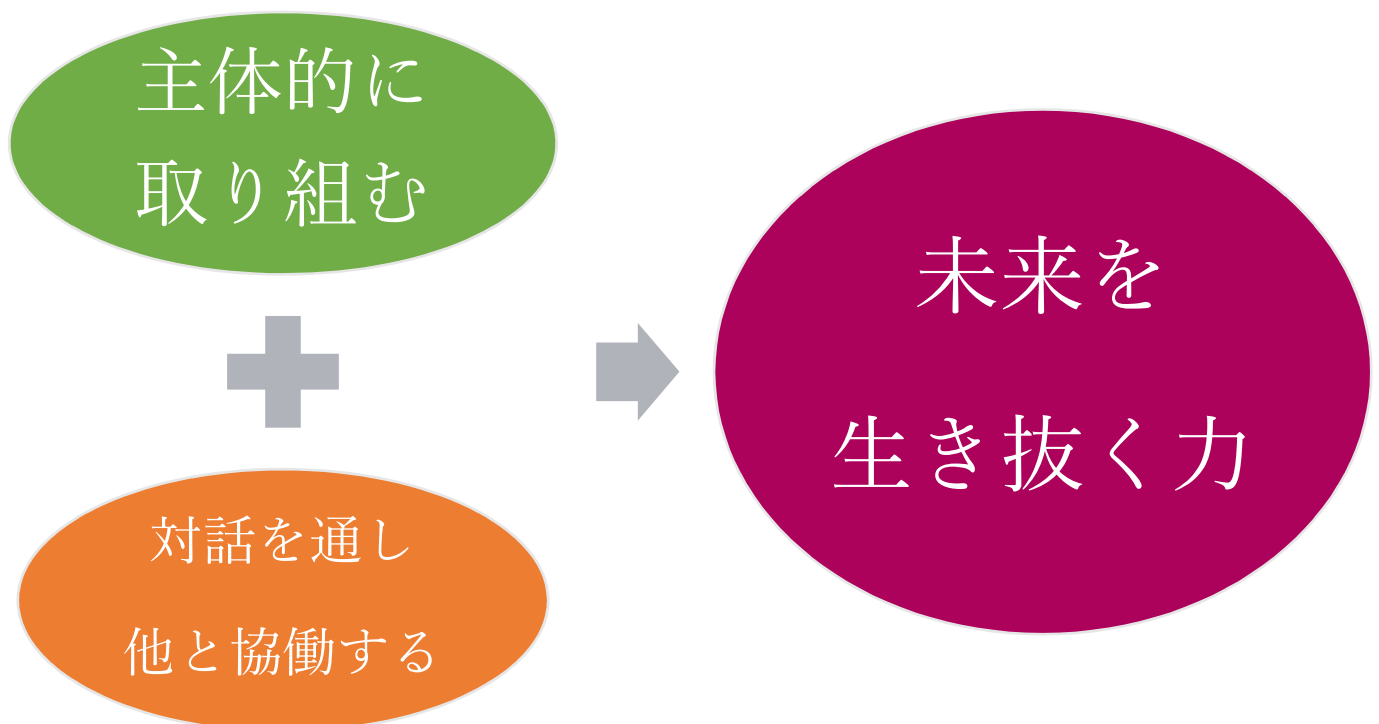 主体的に
取り組む
対話を通し
他と協働する
未来を
生き抜く力